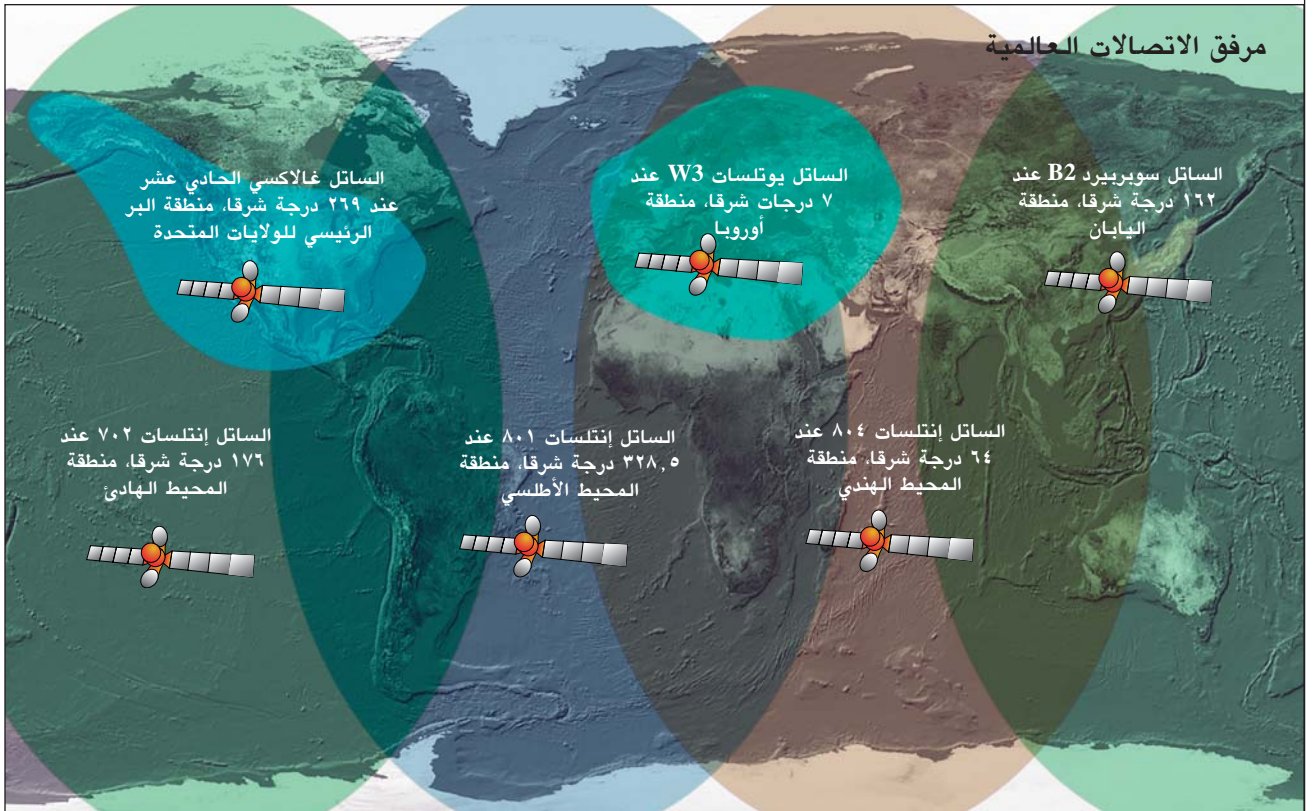 مرفق الاتصالات العالمية
الساتل سوبربيرد B2 عند
١٦٢ درجة شرقا، منطقة
اليابان
الساتل يوتلسات W3 عند
٧ درجات شرقا، منطقة
أوروبا
الساتل غالاكسي الحادي عشر
عند ٢٦٩ درجة شرقا، منطقة البر
الرئيسي للولايات المتحدة
الساتل إنتلسات ٨٠٤ عند
٦٤ درجة شرقا، منطقة
المحيط الهندي
الساتل إنتلسات ٨٠١ عند
٣٢٨,٥ درجة شرقا، منطقة
المحيط الأطلسي
الساتل إنتلسات ٧٠٢ عند
١٧٦ درجة شرقا، منطقة
المحيط الهادئ